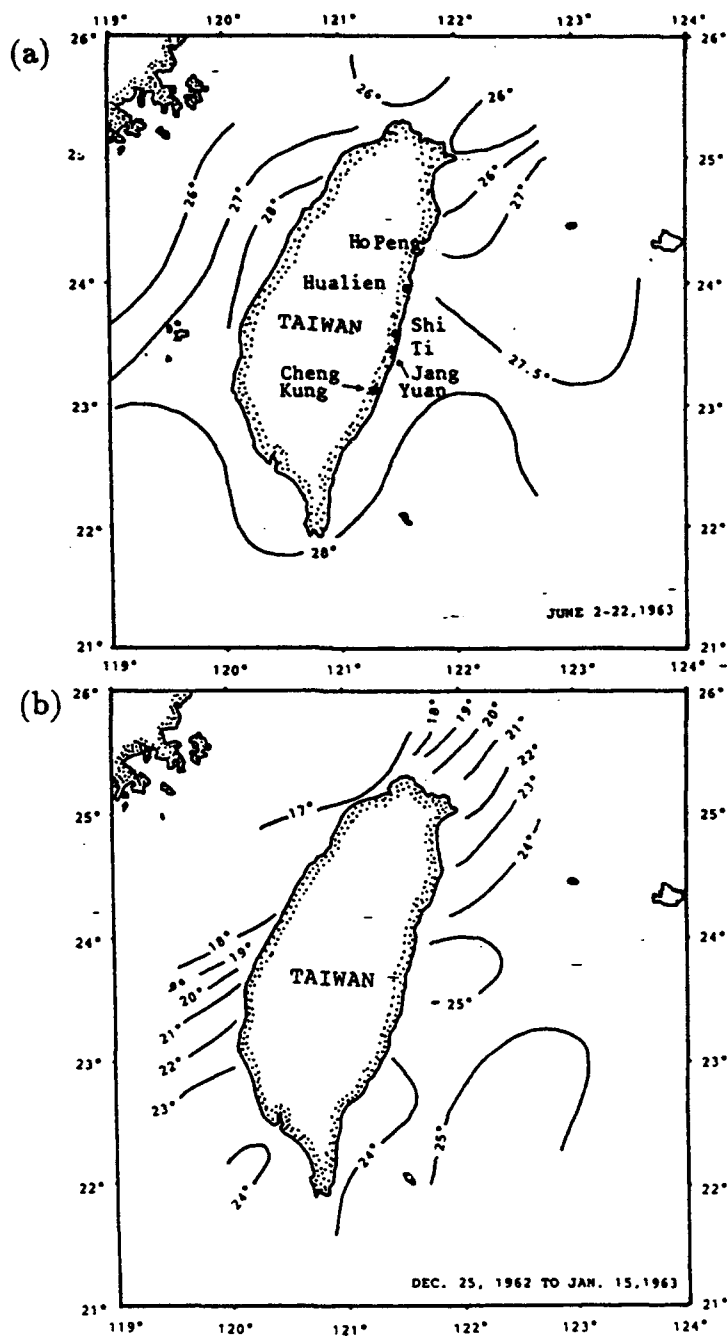 (a)
119° 120° 121° 122° 123° 124°
26° 26°
26°
26°
25° 25°
26° 27° 28°
26°
27°
Ho Peng
24° Hualien 24°
TAIWAN Shi
Ti
27.5°
Cheng Jang
Kung Yuan
23° 23°
22° 22°
28°
JUNE 2-22,1963
21° 21°
119° 120° 121° 122° 123° 124°
(b)
26° 26°
18° 19° 20° 21° 22° 23° 24°
25° 25°
17°
24° 24°
18°
19°
20°
21°
22°
23°
TAIWAN
25°
23° 23°
25°
24°
24°
22° 22°
DEC. 25, 1962 TO JAN. 15,1963
21° 21°
119° 120° 121° 122° 123° 124°